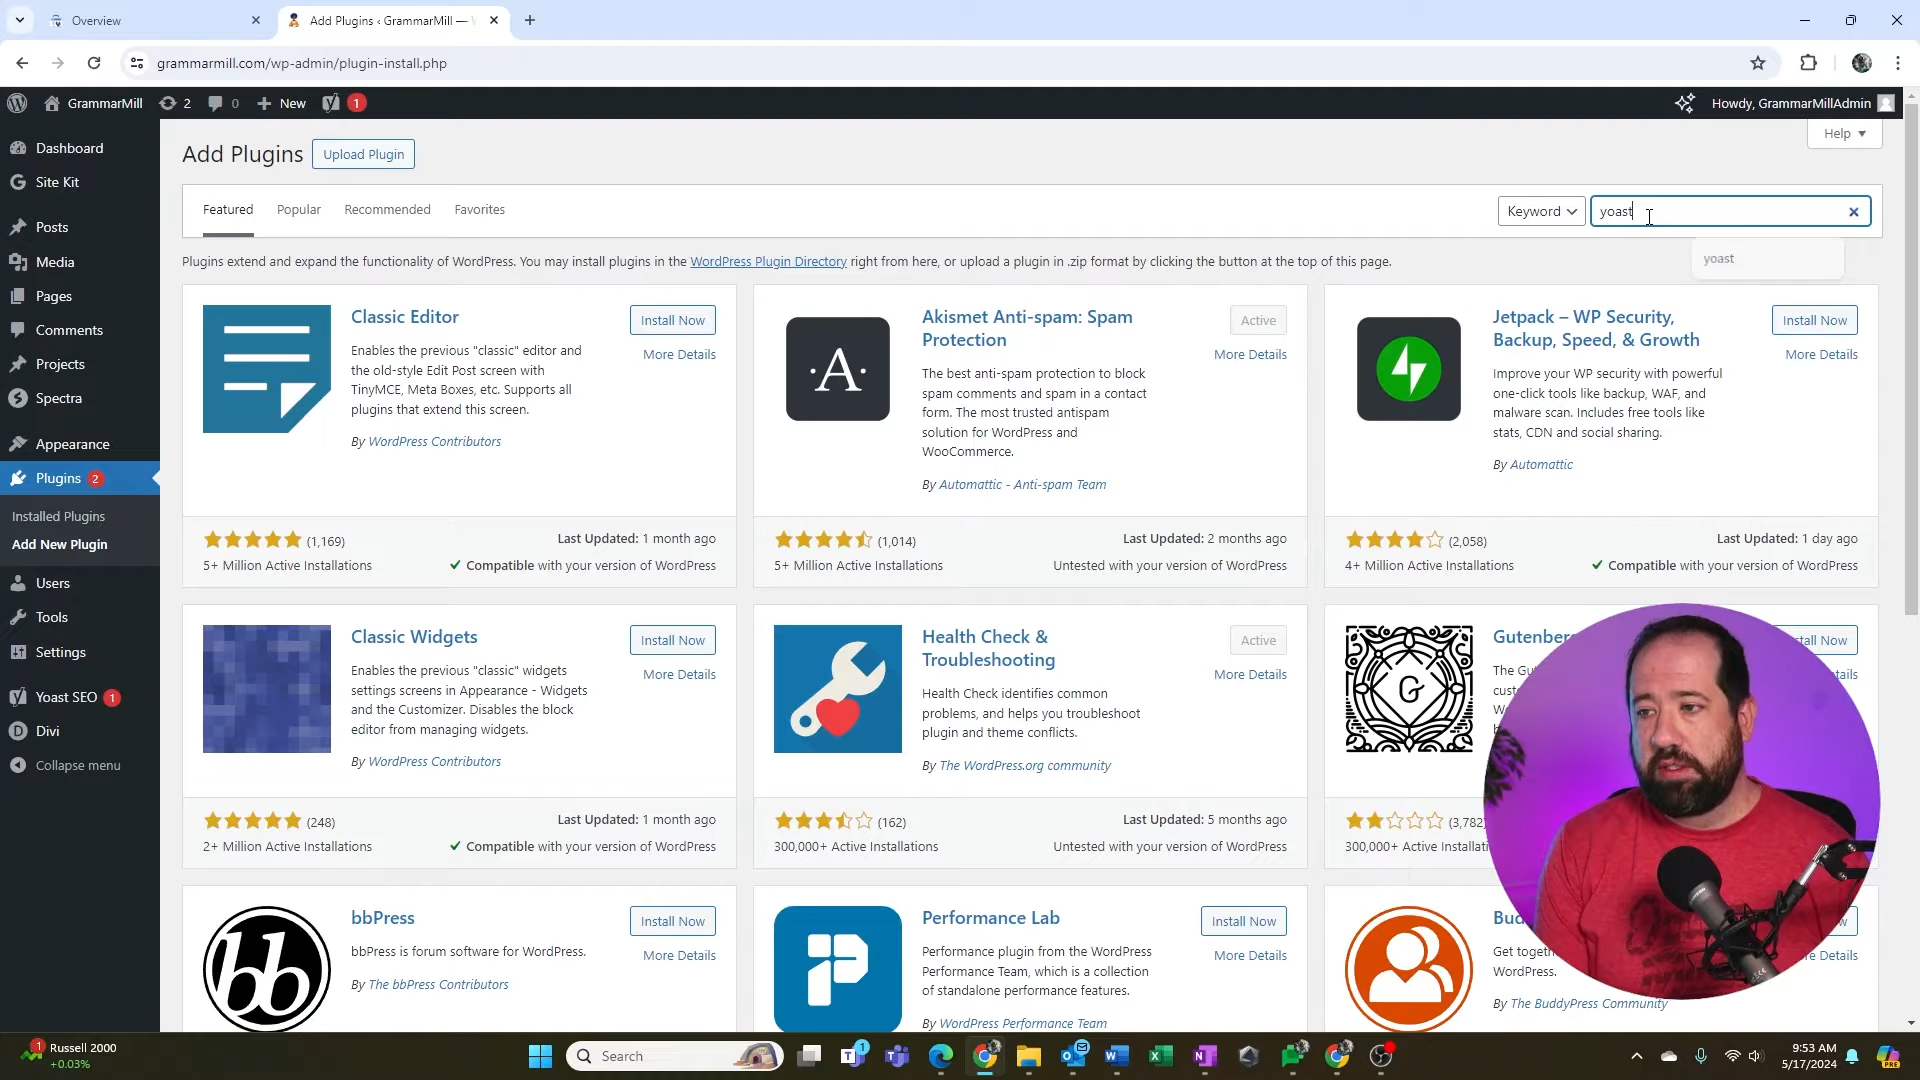 Overview
Add Plugins ‹ GrammarMill — 
grammarmill.com/wp-admin/plugin-install.php
GrammarMill 2 0 New 1
Howdy, GrammarMillAdmin
Help
Dashboard
Site Kit
Posts
Media
Pages
Comments
Projects
Spectra
Appearance
Plugins 2
Installed Plugins
Add New Plugin
Users
Tools
Settings
Yoast SEO 1
Divi
Collapse menu
Add Plugins Upload Plugin
Featured Popular Recommended Favorites
Keyword yoast
yoast
Plugins extend and expand the functionality of WordPress. You may install plugins in the WordPress Plugin Directory right from here, or upload a plugin in .zip format by clicking the button at the top of this page.
Classic Editor
Install Now
More Details
Enables the previous "classic" editor and
the old-style Edit Post screen with
TinyMCE, Meta Boxes, etc. Supports all
plugins that extend this screen.
By WordPress Contributors
(1,169)
Last Updated: 1 month ago
5+ Million Active Installations
Compatible with your version of WordPress
·A·
Akismet Anti-spam: Spam
Protection
Active
More Details
The best anti-spam protection to block
spam comments and spam in a contact
form. The most trusted antispam
solution for WordPress and
WooCommerce.
By Automattic - Anti-spam Team
(1,014)
Last Updated: 2 months ago
5+ Million Active Installations
Untested with your version of WordPress
Jetpack – WP Security,
Backup, Speed, & Growth
Install Now
More Details
Improve your WP security with powerful
one-click tools like backup, WAF, and
malware scan. Includes free tools like
stats, CDN and social sharing.
By Automattic
(2,058)
Last Updated: 1 day ago
4+ Million Active Installations
Compatible with your version of WordPress
Classic Widgets
Install Now
More Details
Enables the previous "classic" widgets
settings screens in Appearance - Widgets
and the Customizer. Disables the block
editor from managing widgets.
By WordPress Contributors
(248)
Last Updated: 1 month ago
2+ Million Active Installations
Compatible with your version of WordPress
Health Check &
Troubleshooting
Active
More Details
Health Check identifies common
problems, and helps you troubleshoot
plugin and theme conflicts.
By The WordPress.org community
(162)
Last Updated: 5 months ago
300,000+ Active Installations
Untested with your version of WordPress
G
Now
The
(3,782)
300,000+ Active
bb
bbPress
Install Now
More Details
bbPress is forum software for WordPress.
By The bbPress Contributors
Performance Lab
Install Now
More Details
Performance plugin from the WordPress
Performance Team, which is a collection
of standalone performance features.
By WordPress Performance Team
Details
Get
WordPress.
By The BuddyPress Community
1 Russell 2000
+0.03%
Search
1
9:53 AM
5/17/2024
PRE